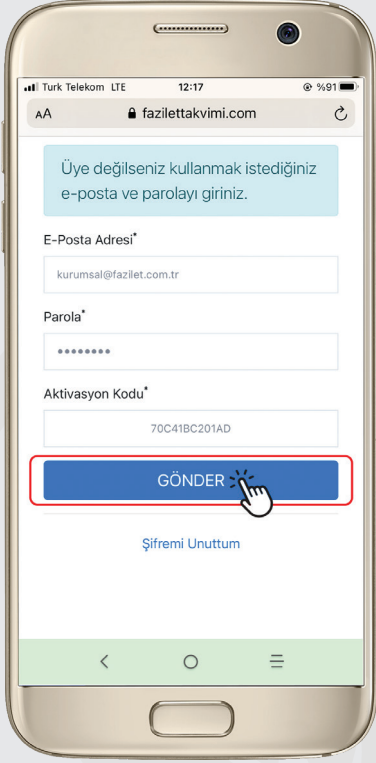 Turk Telekom LTE 12:17 %91
AA fazilettakvimi.com
Üye değilseniz kullanmak istediğiniz
e-posta ve parolayı giriniz.
E-Posta Adresi*
kurumsal@fazilet.com.tr
Parola*
••••••••
Aktivasyon Kodu*
70C41BC201AD
GÖNDER
Şifremi Unuttum